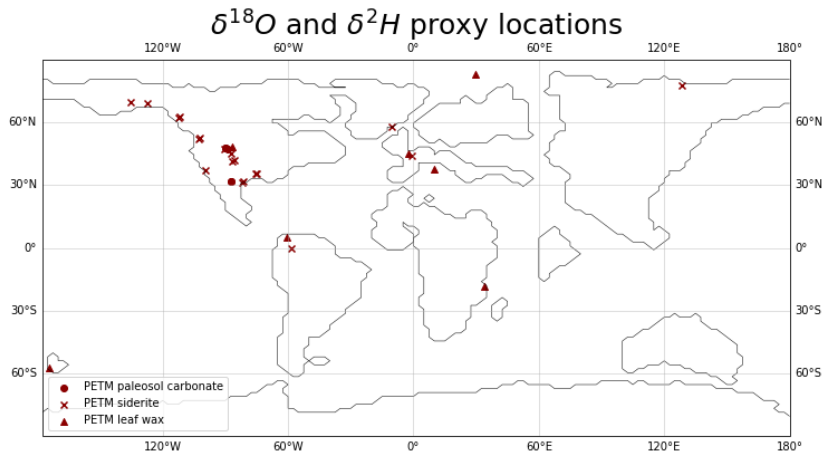 δ¹⁸O and δ²H proxy locations
120°W 60°W 0° 60°E 120°E 180°
60°N 60°N
30°N 30°N
0° 0°
30°S 30°S
60°S 60°S
PETM paleosol carbonate
PETM siderite
PETM leaf wax
120°W 60°W 0° 60°E 120°E 180°